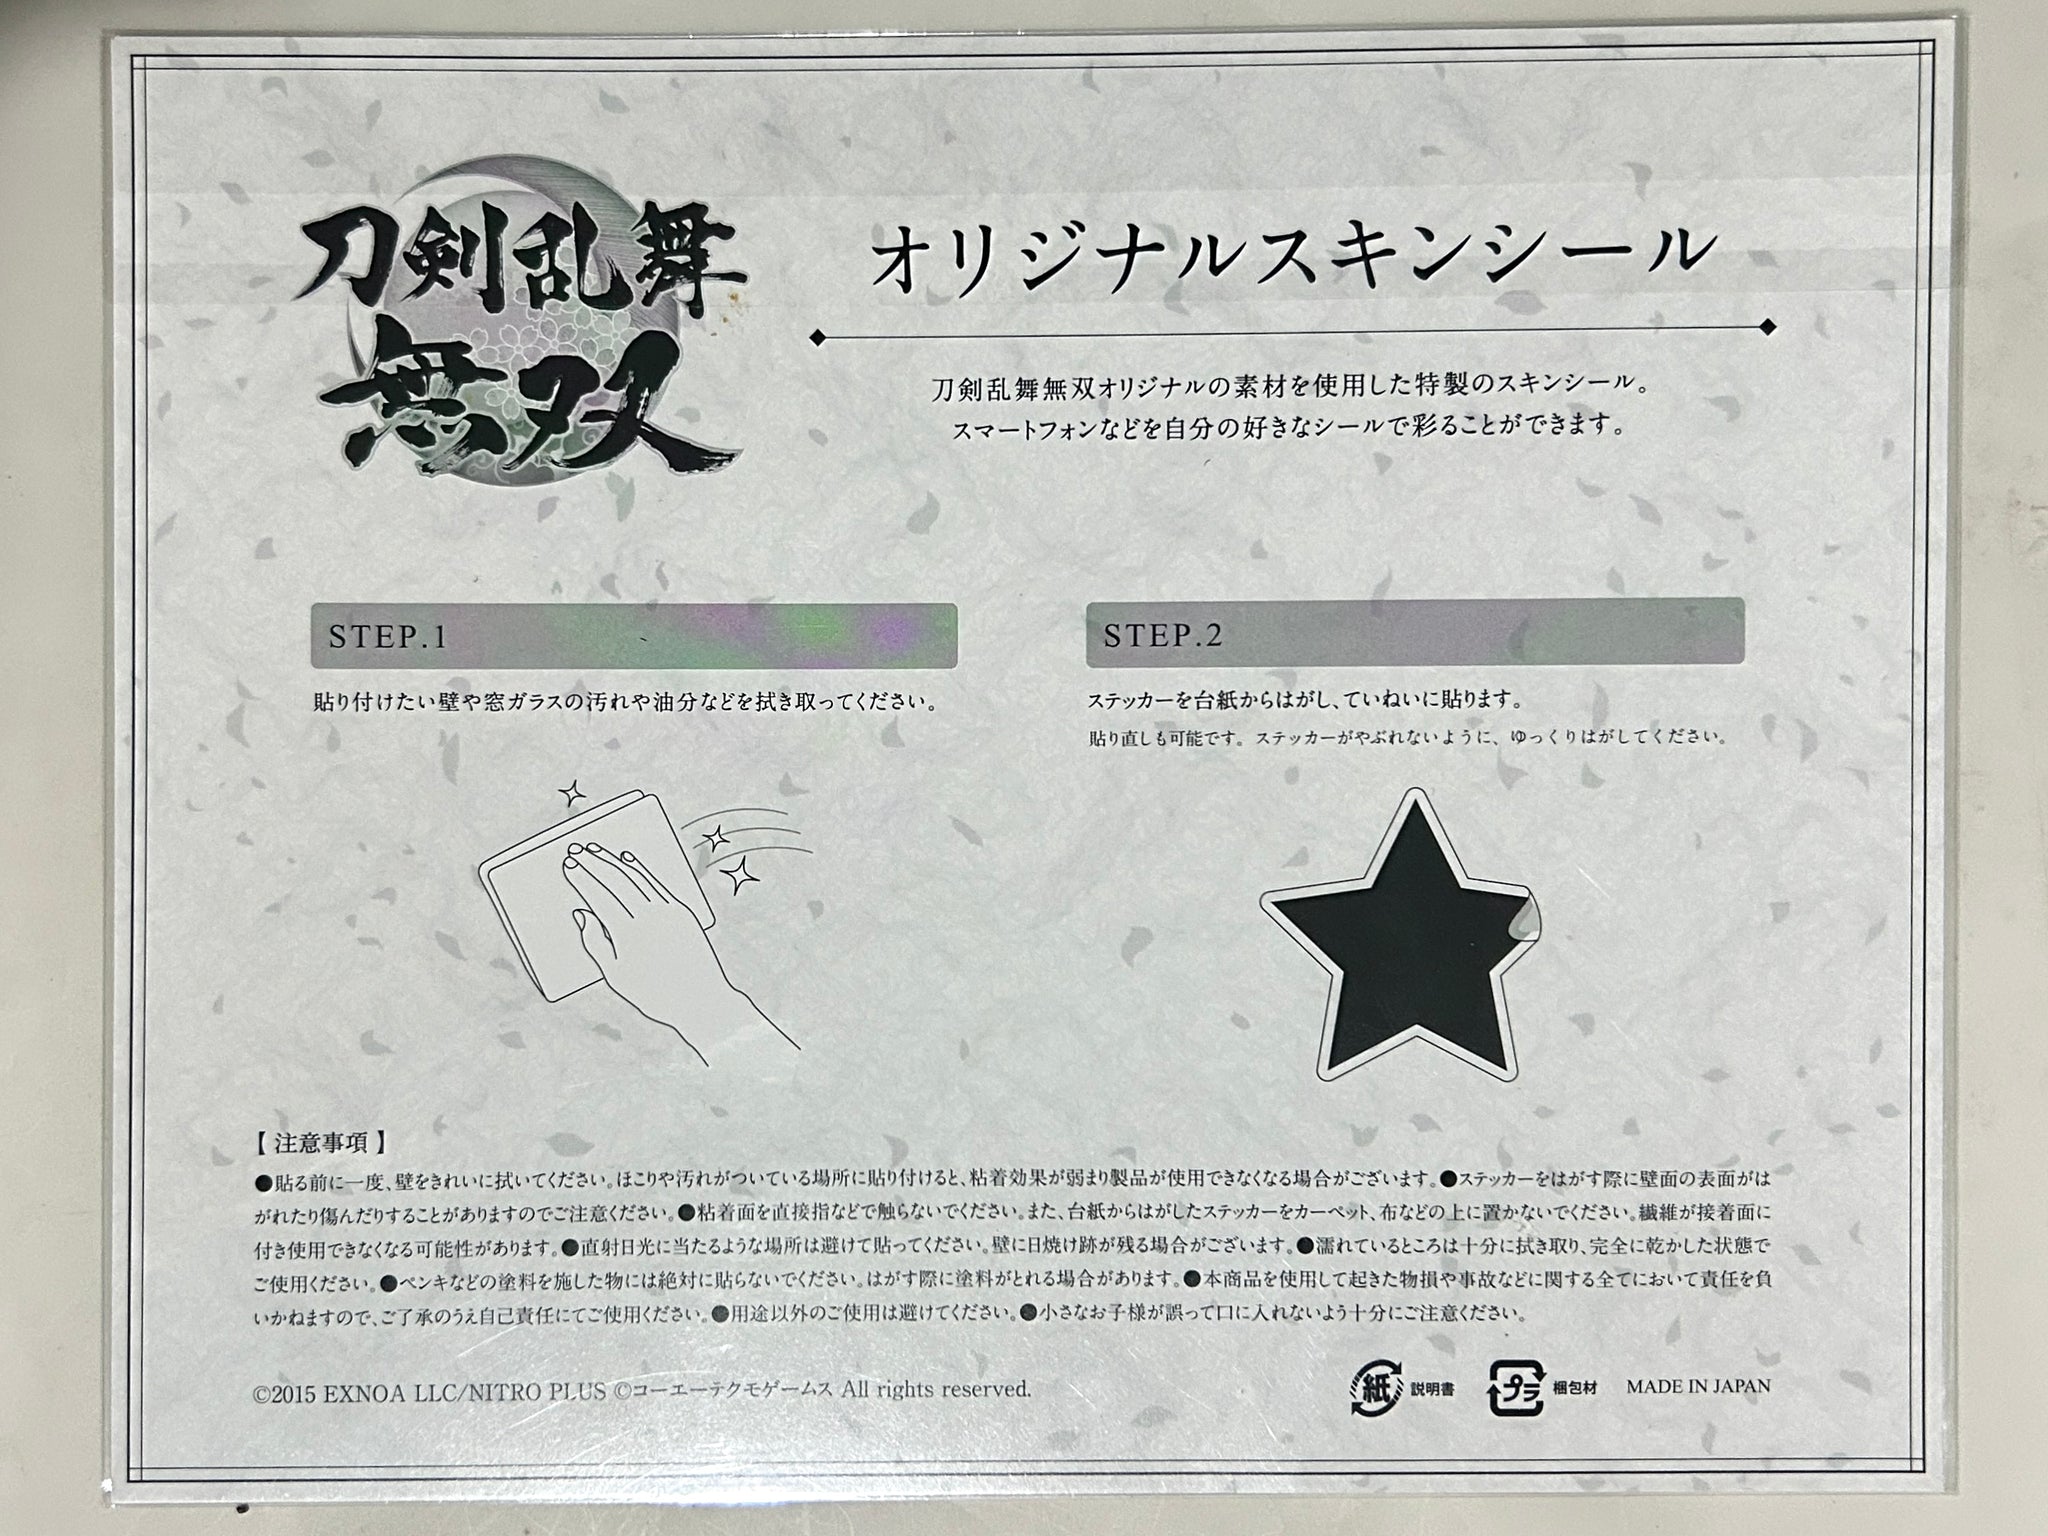 刀剣乱舞
無双
オリジナルスキンシール
刀剣乱舞無双オリジナルの素材を使用した特製のスキンシール。
スマートフォンなどを自分の好きなシールで彩ることができます。
STEP.1
貼り付けたい壁や窓ガラスの汚れや油分などを拭き取ってください。
STEP.2
ステッカーを台紙からはがし、ていねいに貼ります。
貼り直しも可能です。ステッカーがやぶれないように、ゆっくりはがしてください。
【注意事項】
●貼る前に一度、壁をきれいに拭いてください。ほこりや汚れがついている場所に貼り付けると、粘着効果が弱まり製品が使用できなくなる場合がございます。●ステッカーをはがす際に壁面の表面がは
がれたり傷んだりすることがありますのでご注意ください。●粘着面を直接指などで触らないでください。また、台紙からはがしたステッカーをカーペット、布などの上に置かないでください。繊維が接着面に
付き使用できなくなる可能性があります。●直射日光に当たるような場所は避けて貼ってください。壁に日焼け跡が残る場合がございます。●濡れているところは十分に拭き取り、完全に乾かした状態で
ご使用ください。●ペンキなどの塗料を施した物には絶対に貼らないでください。はがす際に塗料がとれる場合があります。●本商品を使用して起きた物損や事故などに関する全てにおいて責任を負
いかねますので、ご了承のうえ自己責任にてご使用ください。●用途以外のご使用は避けてください。●小さなお子様が誤って口に入れないよう十分にご注意ください。
©2015 EXNOA LLC/NITRO PLUS ©コーエーテクモゲームス All rights reserved.
紙 説明書 プラ 梱包材 MADE IN JAPAN